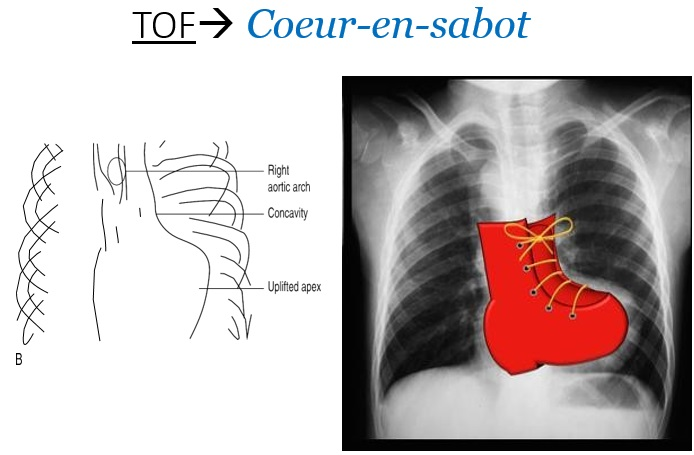 TOF→ Coeur-en-sabot
Right
aortic arch
Concavity
Uplifted apex
B